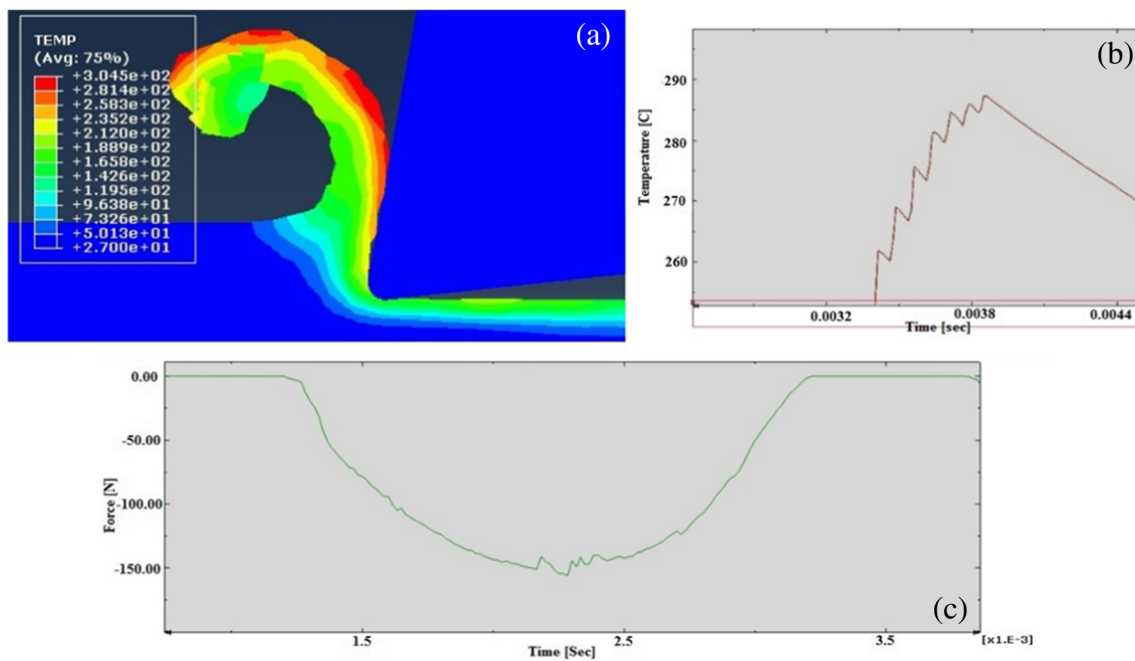 TEMP
(Avg: 75%)
+3.045e+02
+2.814e+02
+2.583e+02
+2.352e+02
+2.120e+02
+1.889e+02
+1.658e+02
+1.426e+02
+1.195e+02
+9.638e+01
+7.326e+01
+5.013e+01
+2.700e+01
(a)
(b)
Temperature [C]
290
280
270
260
0.0032
0.0038
0.0044
Time [sec]
Force [N]
0.00
-50.00
-100.00
-150.00
(c)
1.5
2.5
3.5
[x1.E-3]
Time [Sec]